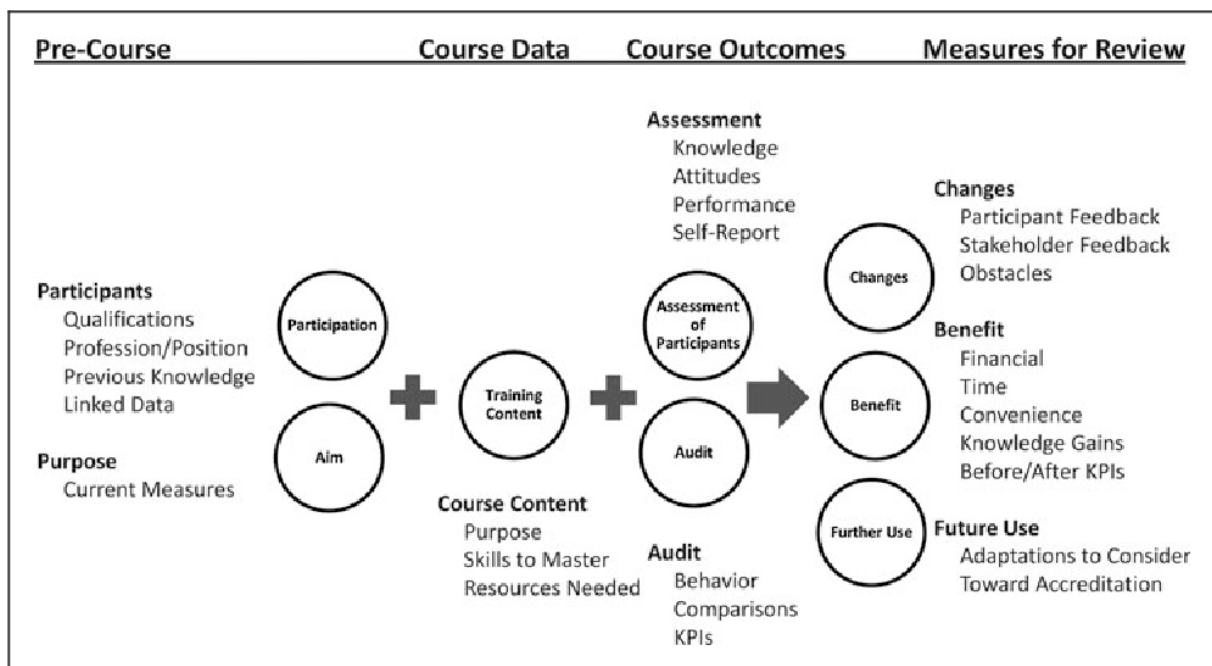 Pre-Course
Course Data
Course Outcomes
Measures for Review
Participants
Qualifications
Profession/Position
Previous Knowledge
Linked Data
Purpose
Current Measures
Participation
Aim
Training
Content
Course Content
Purpose
Skills to Master
Resources Needed
Assessment
Knowledge
Attitudes
Performance
Self-Report
Assessment
of
Participants
Audit
Audit
Behavior
Comparisons
KPIs
Changes
Benefit
Further Use
Changes
Participant Feedback
Stakeholder Feedback
Obstacles
Benefit
Financial
Time
Convenience
Knowledge Gains
Before/After KPIs
Future Use
Adaptations to Consider
Toward Accreditation